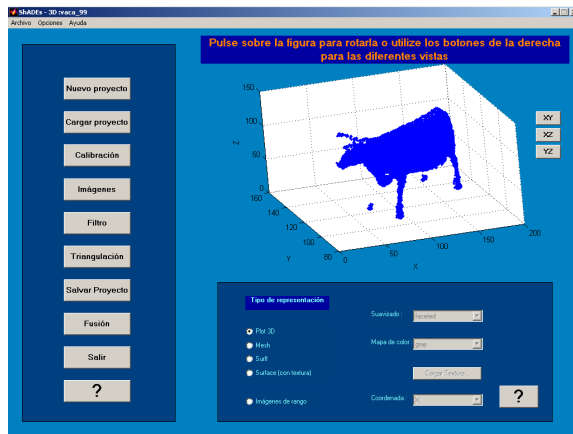 ShADEs - 3D :vaca_99
Archivo Opciones Ayuda
Pulse sobre la figura para rotarla o utilize los botones de la derecha
para las diferentes vistas
Nuevo proyecto
Cargar proyecto
Calibración
Imágenes
Filtro
Triangulación
Salvar Proyecto
Fusión
Salir
?
150
100
50
0
Z
160
140
120
100
80
Y
0
50
100
150
200
X
XY
XZ
YZ
Tipo de representación
Plot 3D
Mesh
Surfl
Surface (con textura)
Imágenes de rango
Suavizado :
faceted
Mapa de color
gray
Cargar Textura...
Coordenada :
X
?